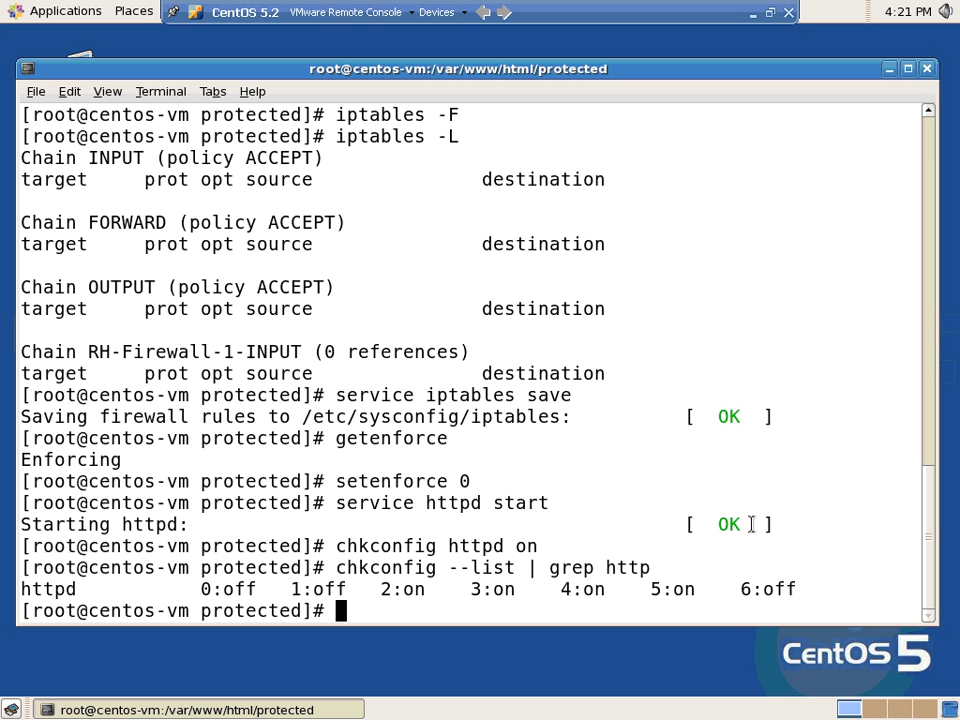 Applications Places CentOS 5.2 VMware Remote Console Devices 4:21 PM
root@centos-vm:/var/www/html/protected
File Edit View Terminal Tabs Help
[root@centos-vm protected]# iptables -F
[root@centos-vm protected]# iptables -L
Chain INPUT (policy ACCEPT)
target     prot opt source               destination
Chain FORWARD (policy ACCEPT)
target     prot opt source               destination
Chain OUTPUT (policy ACCEPT)
target     prot opt source               destination
Chain RH-Firewall-1-INPUT (0 references)
target     prot opt source               destination
[root@centos-vm protected]# service iptables save
Saving firewall rules to /etc/sysconfig/iptables:          [  OK  ]
[root@centos-vm protected]# getenforce
Enforcing
[root@centos-vm protected]# setenforce 0
[root@centos-vm protected]# service httpd start
Starting httpd:                                            [  OK  ]
[root@centos-vm protected]# chkconfig httpd on
[root@centos-vm protected]# chkconfig --list | grep http
httpd           0:off   1:off   2:on    3:on    4:on    5:on    6:off
[root@centos-vm protected]#
CentOS 5
root@centos-vm:/var/www/html/protected